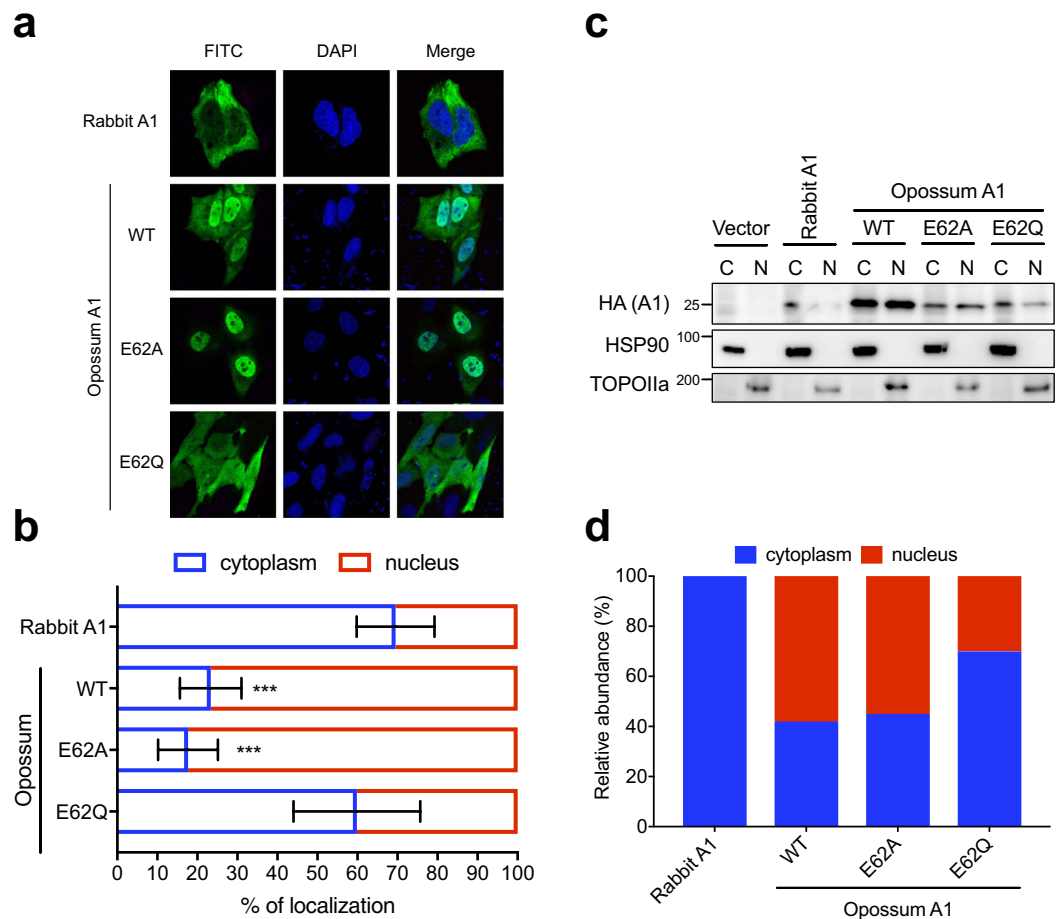 a
FITC DAPI Merge
Rabbit A1
Opossum A1
WT
E62A
E62Q
b
cytoplasm nucleus
Rabbit A1
Opossum
WT ***
E62A ***
E62Q
0 10 20 30 40 50 60 70 80 90 100
% of localization
c
Vector Rabbit A1 Opossum A1
WT E62A E62Q
C N C N C N C N C N
HA (A1) 25
HSP90 100
TOPOIIa 200
d
cytoplasm nucleus
Relative abundance (%)
100
80
60
40
20
0
Rabbit A1 WT E62A E62Q
Opossum A1